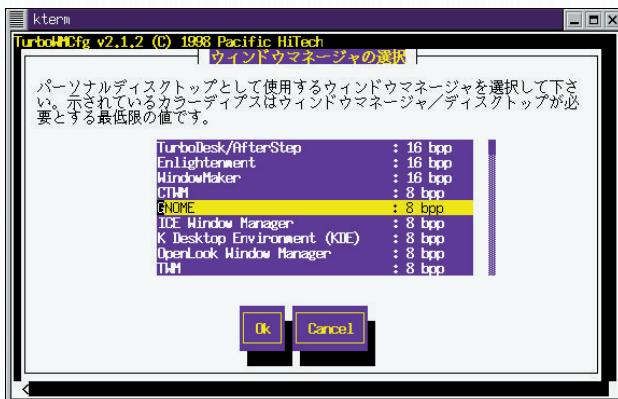 kterm
TurboWMCfg v2.1.2 (C) 1998 Pacific HiTech
ウィンドウマネージャの選択
パーソナルディスクトップとして使用するウィンドウマネージャを選択して下さ
い。示されているカラーディプスはウィンドウマネージャ／ディスクトップが必
要とする最低限の値です。
TurboDesk/AfterStep : 16 bpp
Enlightenment : 16 bpp
WindowMaker : 16 bpp
CTWM : 8 bpp
GNOME : 8 bpp
ICE Window Manager : 8 bpp
K Desktop Environment (KDE) : 8 bpp
OpenLook Window Manager : 8 bpp
TWM : 8 bpp
Ok Cancel